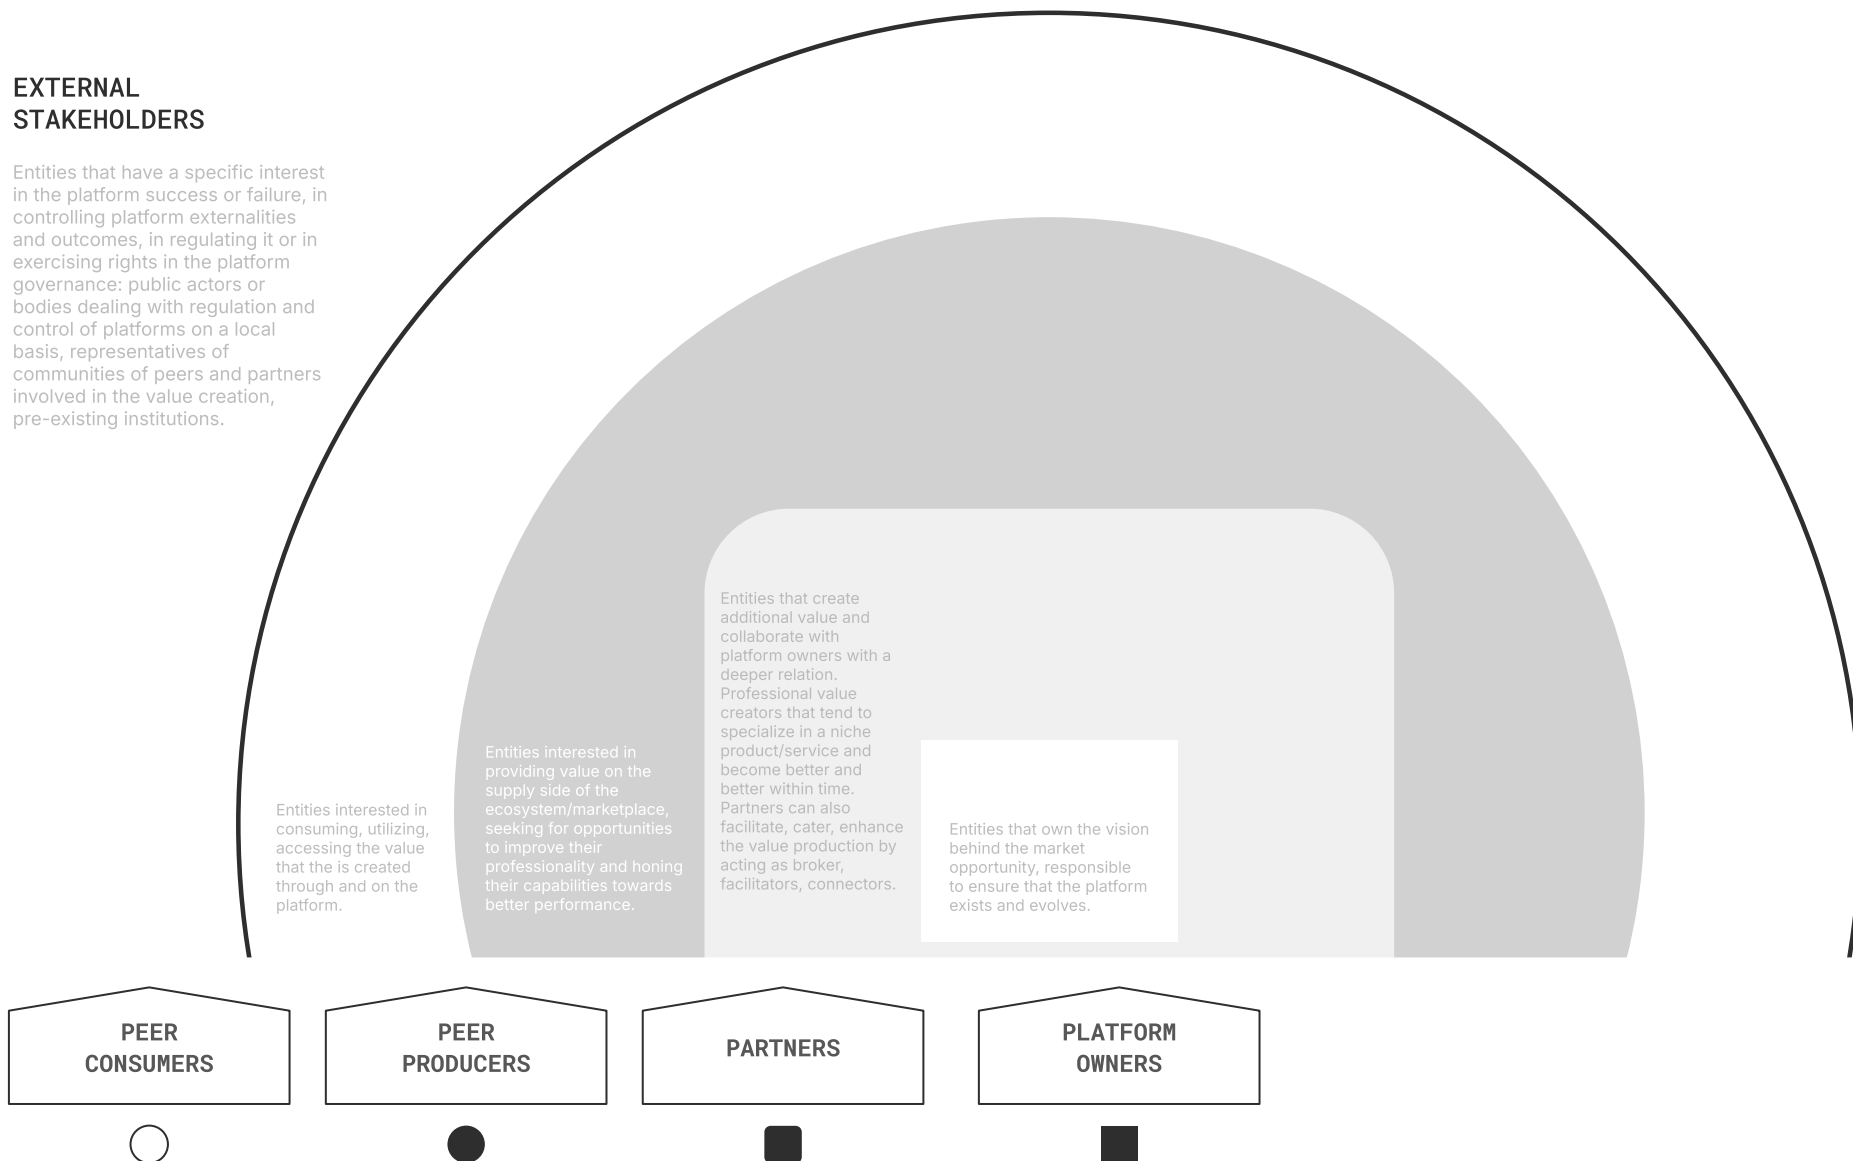 EXTERNAL
STAKEHOLDERS
Entities that have a specific interest
in the platform success or failure, in
controlling platform externalities
and outcomes, in regulating it or in
exercising rights in the platform
governance: public actors or
bodies dealing with regulation and
control of platforms on a local
basis, representatives of
communities of peers and partners
involved in the value creation,
pre-existing institutions.
Entities interested in
consuming, utilizing,
accessing the value
that the is created
through and on the
platform.
Entities interested in
providing value on the
supply side of the
ecosystem/marketplace,
seeking for opportunities
to improve their
professionality and honing
their capabilities towards
better performance.
Entities that create
additional value and
collaborate with
platform owners with a
deeper relation.
Professional value
creators that tend to
specialize in a niche
product/service and
become better and
better within time.
Partners can also
facilitate, cater, enhance
the value production by
acting as broker,
facilitators, connectors.
Entities that own the vision
behind the market
opportunity, responsible
to ensure that the platform
exists and evolves.
PEER
CONSUMERS
PEER
PRODUCERS
PARTNERS
PLATFORM
OWNERS